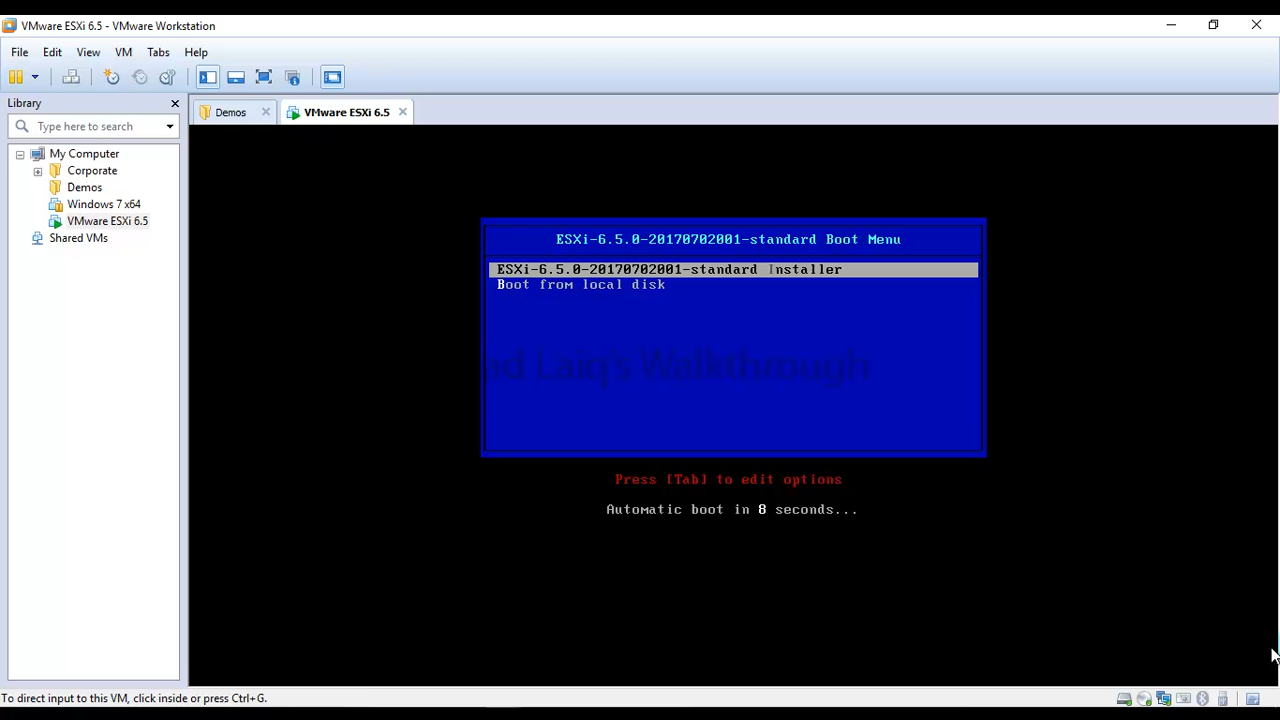 VMware ESXi 6.5 - VMware Workstation
File Edit View VM Tabs Help
Library
Type here to search
My Computer
Corporate
Demos
Windows 7 x64
VMware ESXi 6.5
Shared VMs
Demos
VMware ESXi 6.5
ESXi-6.5.0-20170702001-standard Boot Menu
ESXi-6.5.0-20170702001-standard Installer
Boot from local disk
ad Laiq's Walkthrough
Press [Tab] to edit options
Automatic boot in 8 seconds...
To direct input to this VM, click inside or press Ctrl+G.